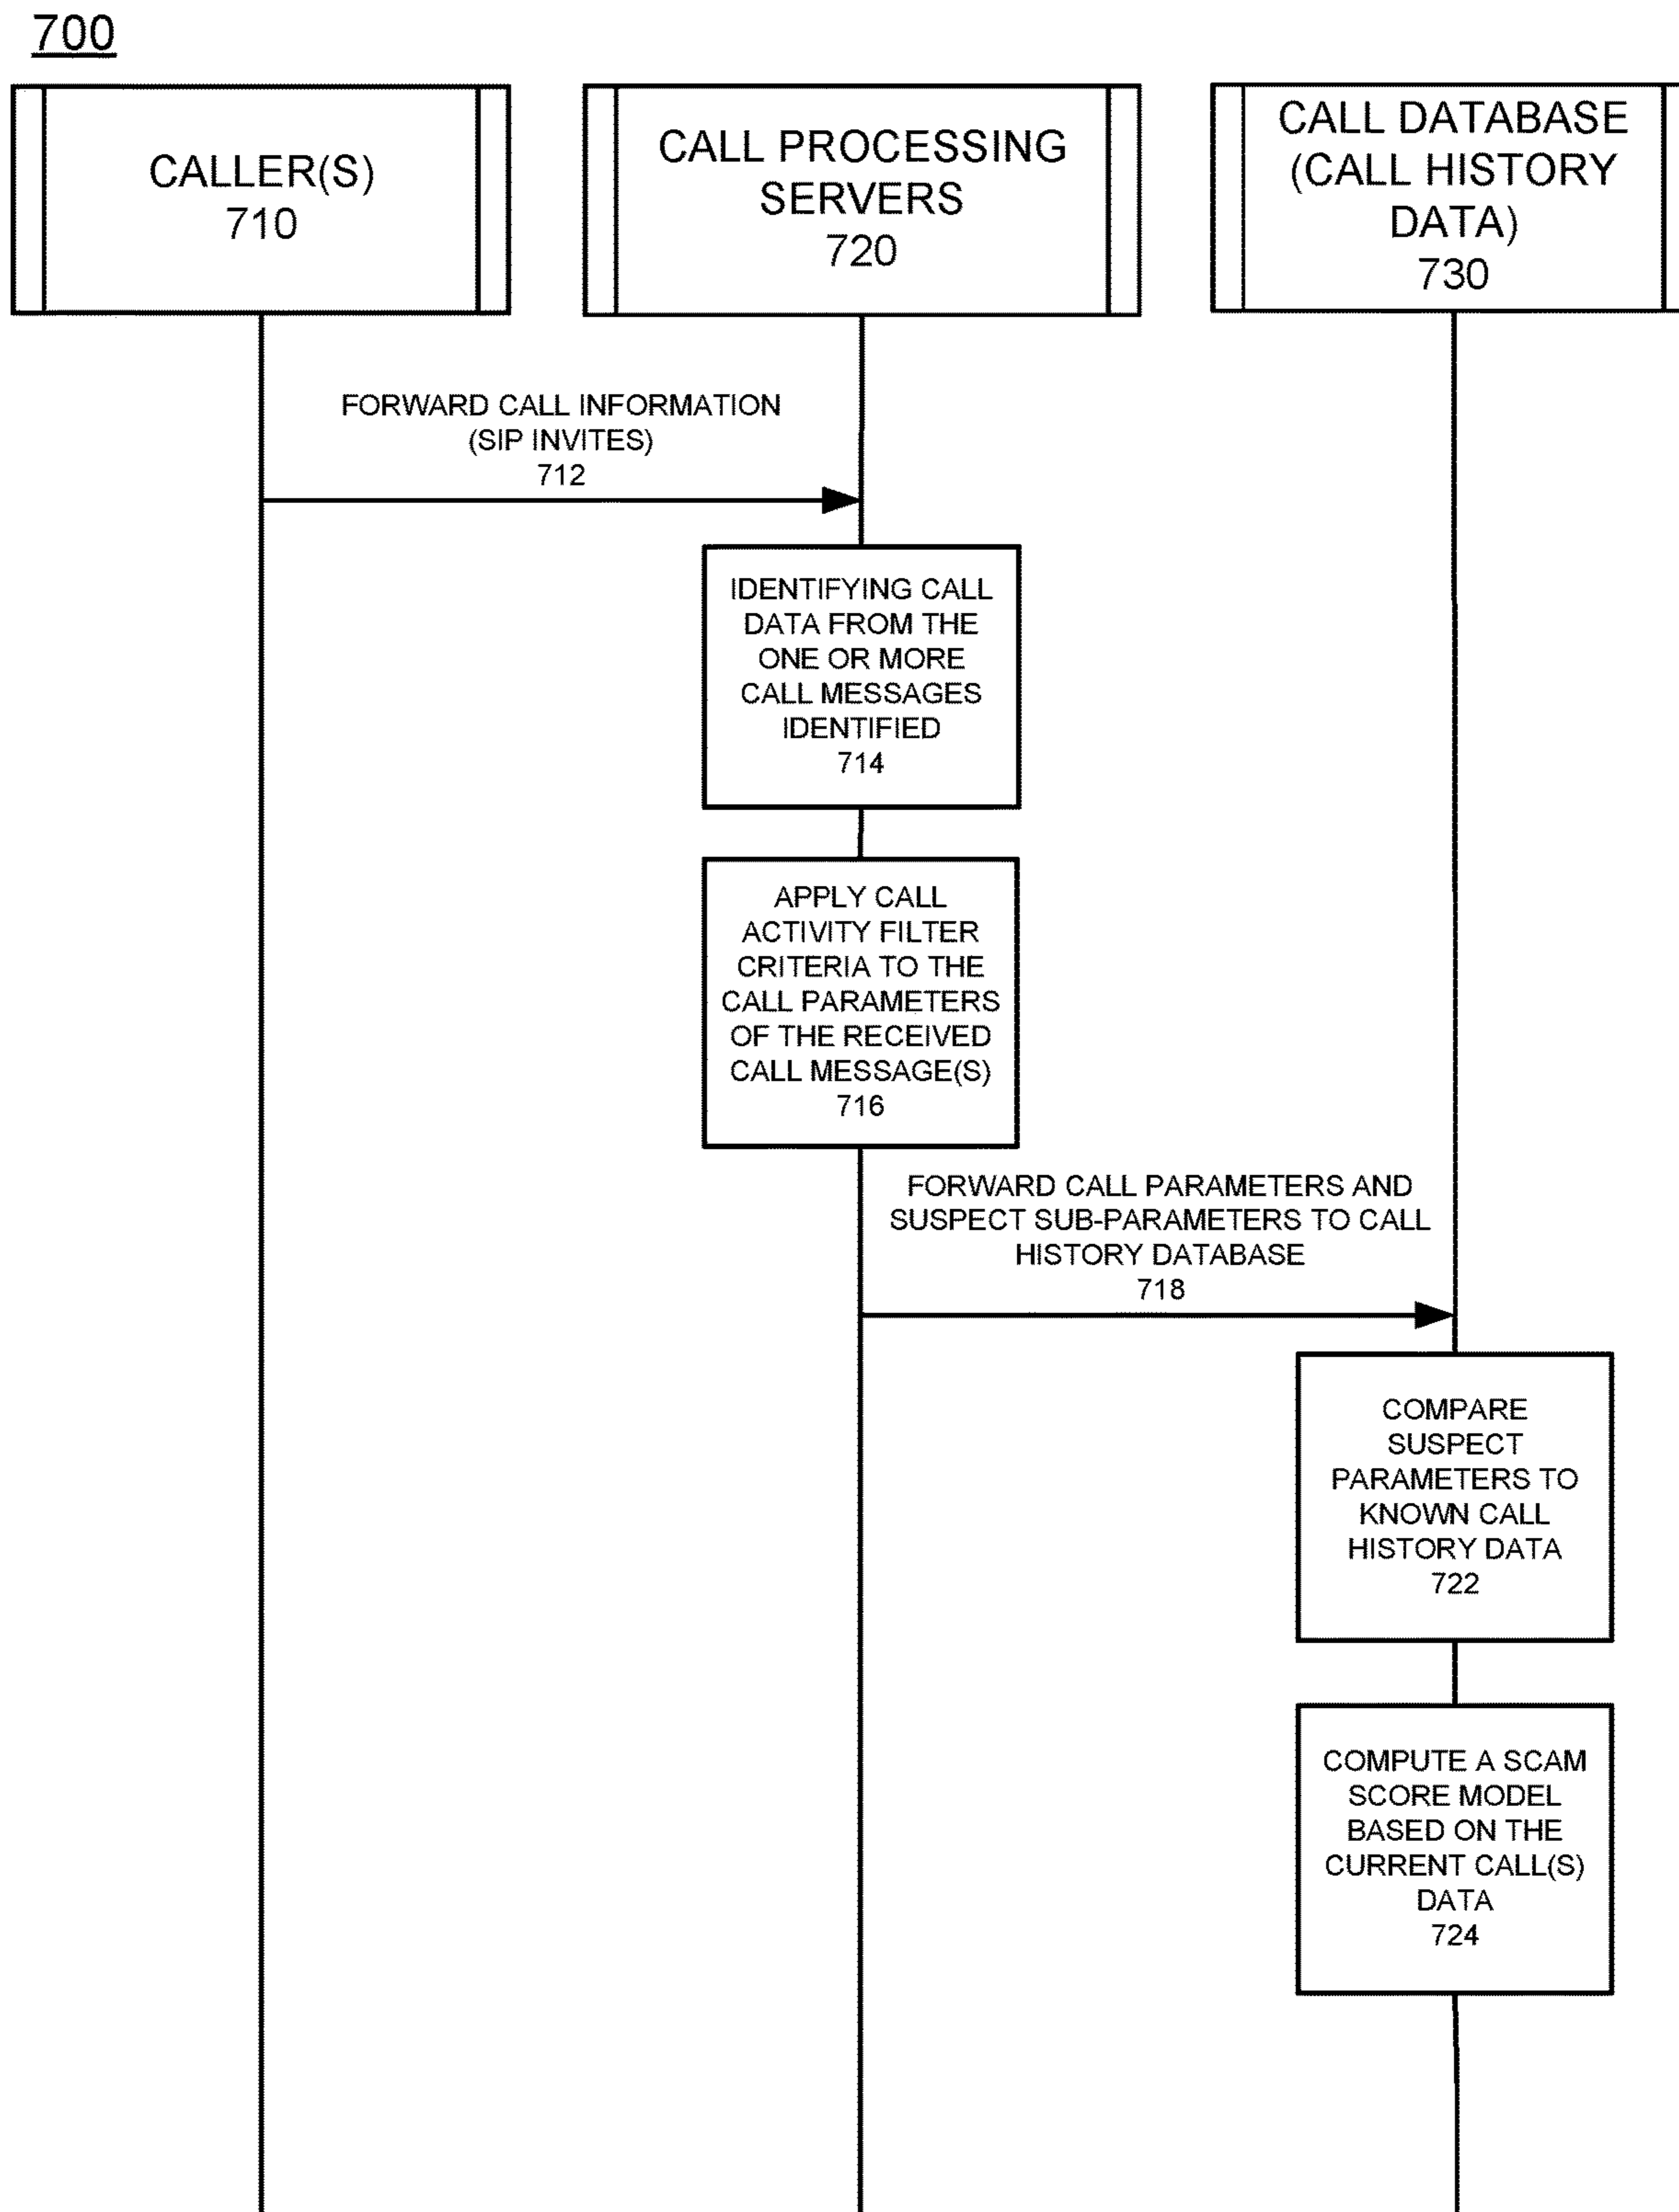 700
CALLER(S)
710
CALL PROCESSING
SERVERS
720
CALL DATABASE
(CALL HISTORY
DATA)
730
FORWARD CALL INFORMATION
(SIP INVITES)
712
IDENTIFYING CALL
DATA FROM THE
ONE OR MORE
CALL MESSAGES
IDENTIFIED
714
APPLY CALL
ACTIVITY FILTER
CRITERIA TO THE
CALL PARAMETERS
OF THE RECEIVED
CALL MESSAGE(S)
716
FORWARD CALL PARAMETERS AND
SUSPECT SUB-PARAMETERS TO CALL
HISTORY DATABASE
718
COMPARE
SUSPECT
PARAMETERS TO
KNOWN CALL
HISTORY DATA
722
COMPUTE A SCAM
SCORE MODEL
BASED ON THE
CURRENT CALL(S)
DATA
724